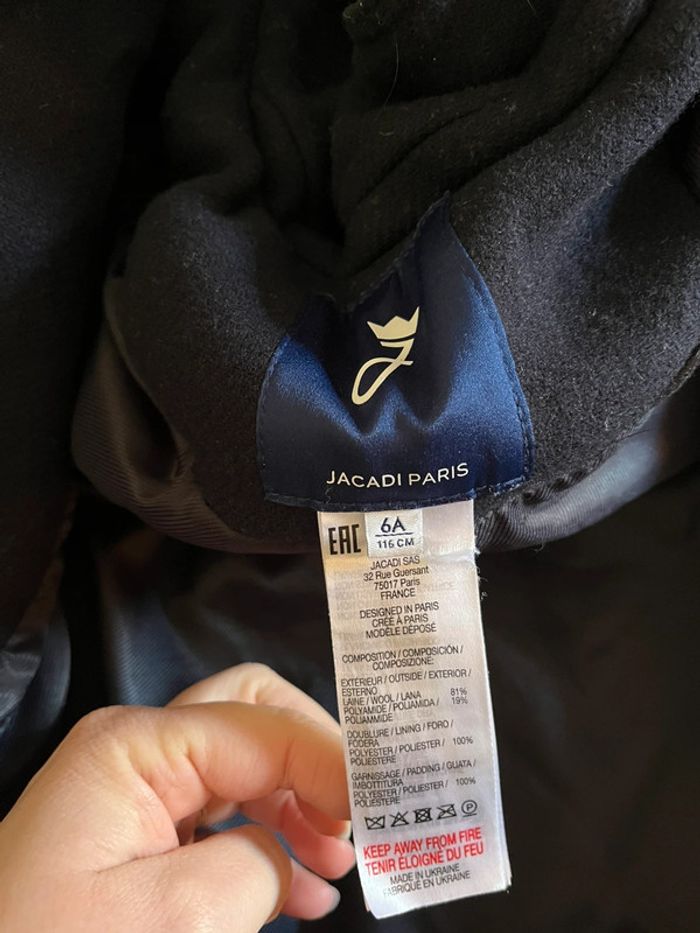 JACADI PARIS
EAC
6A
116 CM
JACADI SAS
32 Rue Guersant
75017 Paris
FRANCE
DESIGNED IN PARIS
CRÉÉ À PARIS
MODÈLE DÉPOSÉ
COMPOSITION / COMPOSICIÓN /
COMPOSIZIONE:
EXTÉRIEUR / OUTSIDE / EXTERIOR /
ESTERNO
LAINE / WOOL / LANA 81%
POLYAMIDE / POLIAMIDA / 19%
POLIAMMIDE
DOUBLURE / LINING / FORO /
FODERA
POLYESTER / POLIESTER / 100%
POLIESTERE
GARNISSAGE / PADDING / GUATA /
IMBOTTITURA
POLYESTER / POLIESTER / 100%
POLIESTERE
P
KEEP AWAY FROM FIRE
TENIR ÉLOIGNÉ DU FEU
MADE IN UKRAINE
FABRIQUÉ EN UKRAINE